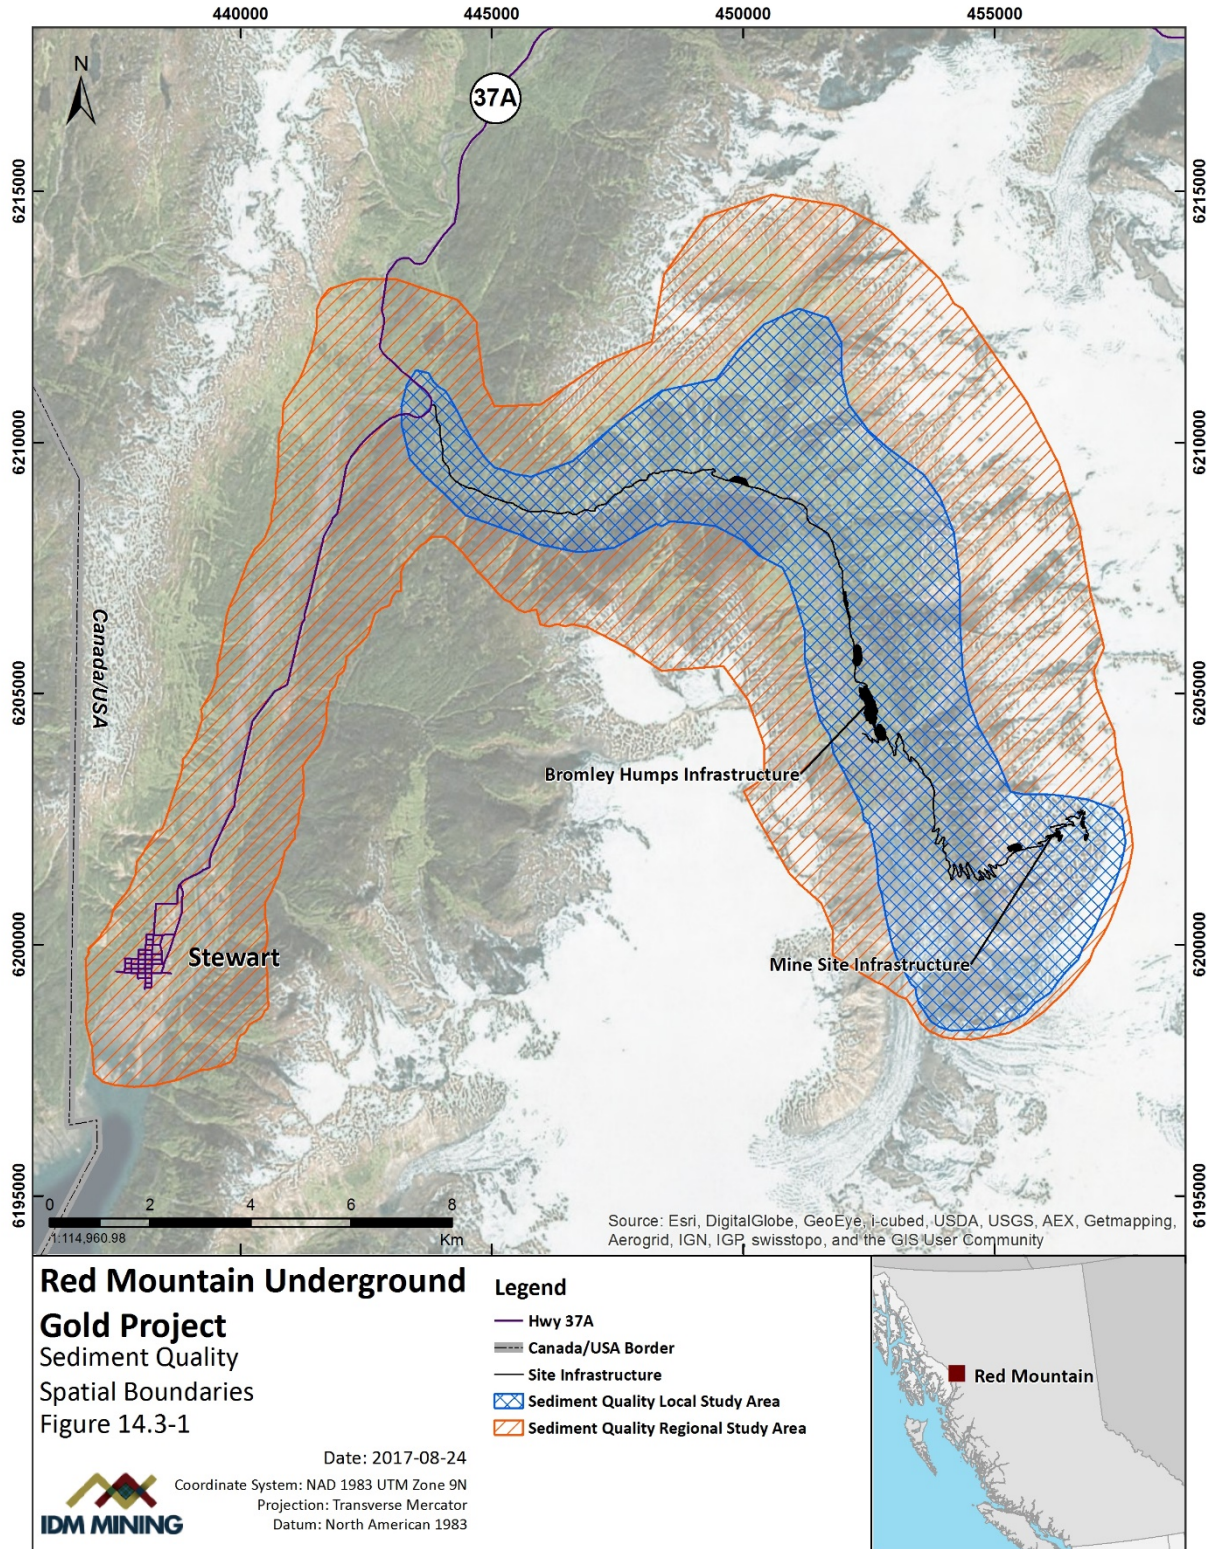 440000
445000
450000
455000
N
37A
6215000
6215000
6210000
6210000
Canada/USA
6205000
6205000
Bromley Humps Infrastructure
Stewart
6200000
6200000
Mine Site Infrastructure
6195000
6195000
0 2 4 6 8
1:114,960.98
Km
Source: Esri, DigitalGlobe, GeoEye, i-cubed, USDA, USGS, AEX, Getmapping,
Aerogrid, IGN, IGP, swisstopo, and the GIS User Community
Red Mountain Underground
Gold Project
Sediment Quality
Spatial Boundaries
Figure 14.3-1
Date: 2017-08-24
Coordinate System: NAD 1983 UTM Zone 9N
Projection: Transverse Mercator
Datum: North American 1983
IDM MINING
Legend
Hwy 37A
Canada/USA Border
Site Infrastructure
Sediment Quality Local Study Area
Sediment Quality Regional Study Area
Red Mountain